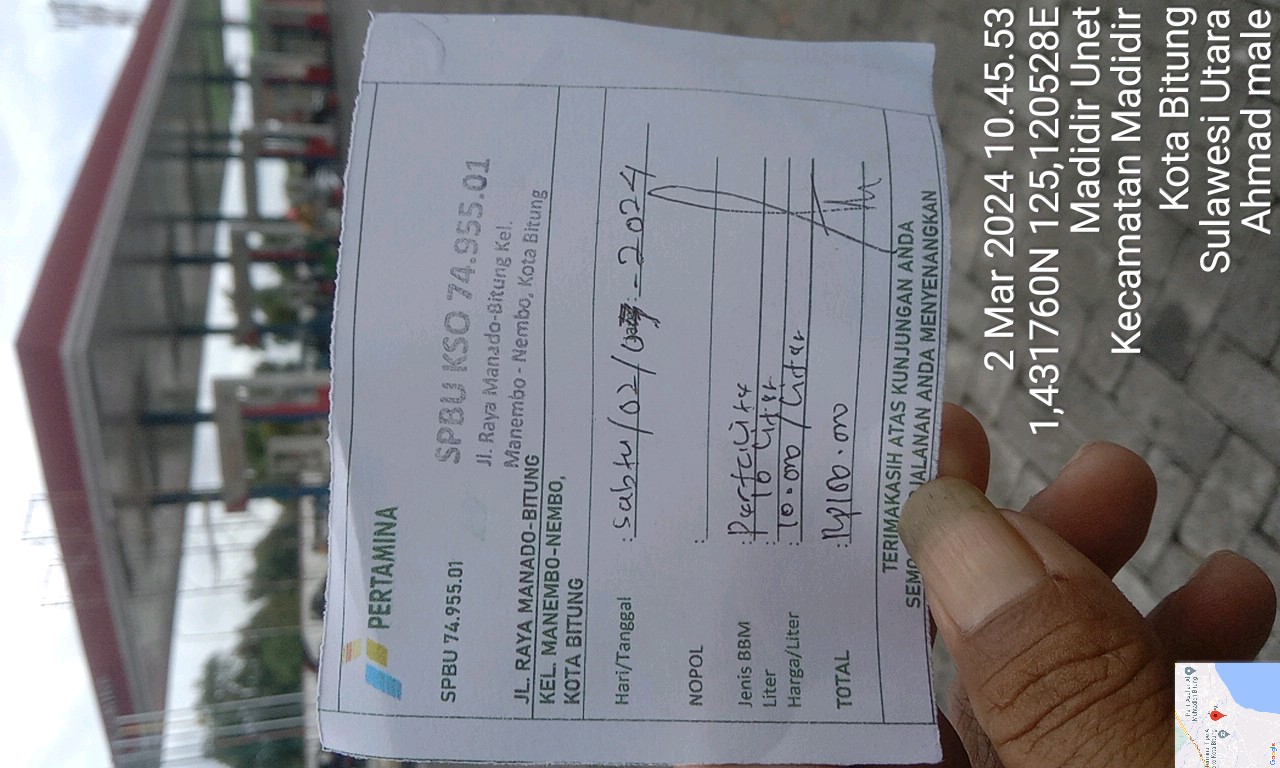 PERTAMINA
SPBU 74.955.01
SPBU KSO 74.955.01
Jl. Raya Manado-Bitung Kel.
Manembo - Nembo, Kota Bitung
JL. RAYA MANADO-BITUNG
KEL. MANEMBO-NEMBO,
KOTA BITUNG
Hari/Tanggal : Sabtu/02/ - 2024
NOPOL :
Jenis BBM : Pertalite
Liter : 10 Liter
Harga/Liter : 10.000 / Liter
TOTAL : Rp100.000
TERIMAKASIH ATAS KUNJUNGAN ANDA
JALANAN ANDA MENYENANGKAN
2 Mar 2024 10.45.53
1,431760N 125,120528E
Madidir Unet
Kecamatan Madidir
Kota Bitung
Sulawesi Utara
Ahmad male
Google